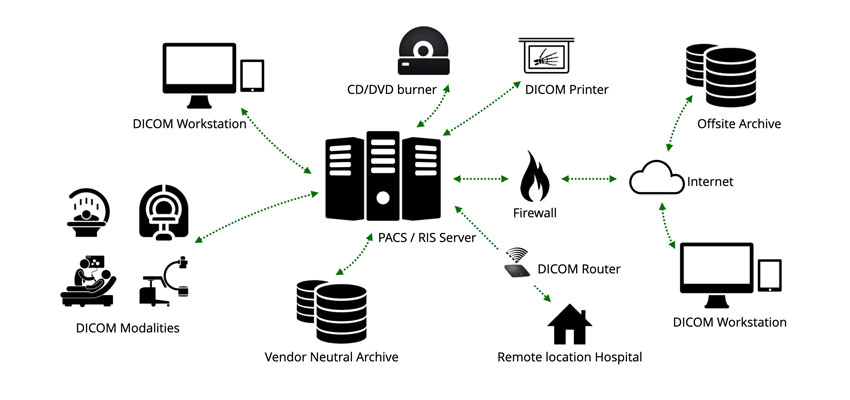 CD/DVD burner
DICOM Printer
DICOM Workstation
Offsite Archive
Internet
Firewall
PACS / RIS Server
DICOM Router
DICOM Modalities
DICOM Workstation
Vendor Neutral Archive
Remote location Hospital